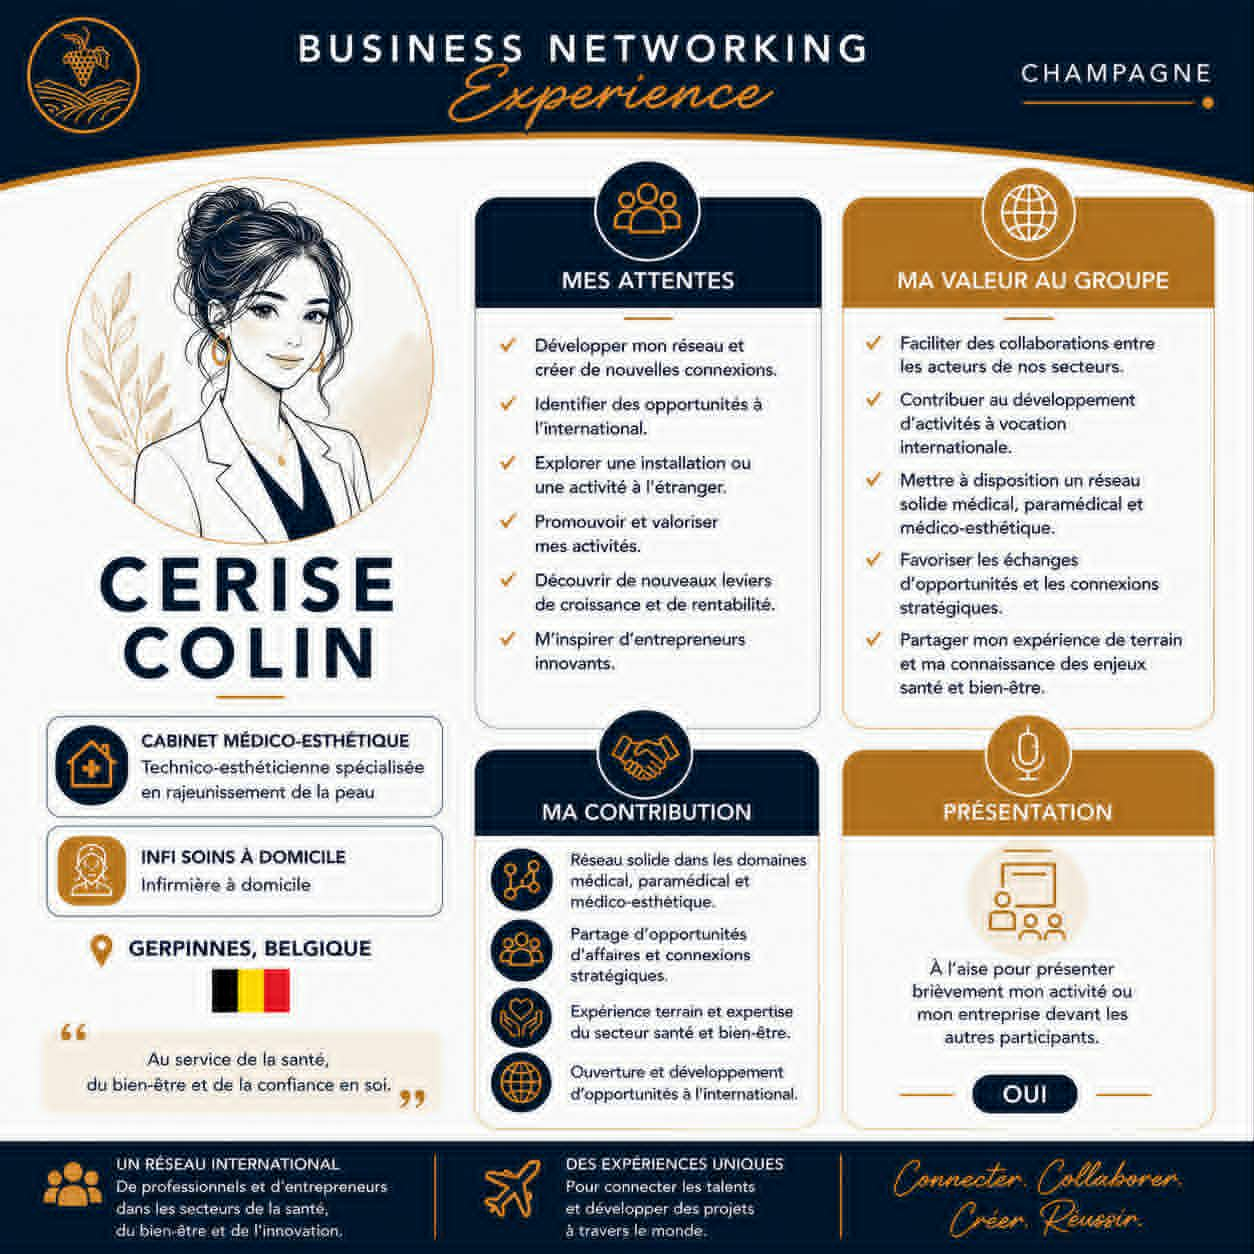 BUSINESS NETWORKING
Experience
CHAMPAGNE
CERISE
COLIN
CABINET MÉDICO-ESTHÉTIQUE
Technico-esthéticienne spécialisée
en rajeunissement de la peau
INFI SOINS À DOMICILE
Infirmière à domicile
GERPINNES, BELGIQUE
“
Au service de la santé,
du bien-être et de la confiance en soi.
”
MES ATTENTES
Développer mon réseau et
créer de nouvelles connexions.
Identifier des opportunités à
l'international.
Explorer une installation ou
une activité à l'étranger.
Promouvoir et valoriser
mes activités.
Découvrir de nouveaux leviers
de croissance et de rentabilité.
M'inspirer d'entrepreneurs
innovants.
MA VALEUR AU GROUPE
Faciliter des collaborations entre
les acteurs de nos secteurs.
Contribuer au développement
d'activités à vocation
internationale.
Mettre à disposition un réseau
solide médical, paramédical et
médico-esthétique.
Favoriser les échanges
d'opportunités et les connexions
stratégiques.
Partager mon expérience de terrain
et ma connaissance des enjeux
santé et bien-être.
MA CONTRIBUTION
Réseau solide dans les domaines
médical, paramédical et
médico-esthétique.
Partage d'opportunités
d'affaires et connexions
stratégiques.
Expérience terrain et expertise
du secteur santé et bien-être.
Ouverture et développement
d'opportunités à l'international.
PRÉSENTATION
À l'aise pour présenter
brièvement mon activité ou
mon entreprise devant les
autres participants.
OUI
UN RÉSEAU INTERNATIONAL
De professionnels et d'entrepreneurs
dans les secteurs de la santé,
du bien-être et de l'innovation.
DES EXPÉRIENCES UNIQUES
Pour connecter les talents
et développer des projets
à travers le monde.
Connecter. Collaborer.
Créer. Réussir.